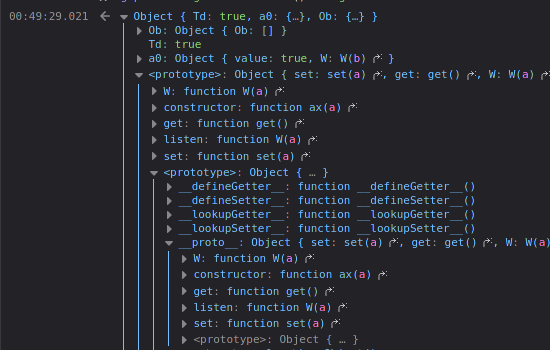 00:49:29.021 Object { Td: true, a0: {…}, Ob: {…} }
Ob: Object { Ob: [] }
Td: true
a0: Object { value: true, W: W(b) }
<prototype>: Object { set: set(a), get: get(), W: W(a)
W: function W(a)
constructor: function ax(a)
get: function get()
listen: function W(a)
set: function set(a)
<prototype>: Object { … }
__defineGetter__: function __defineGetter__()
__defineSetter__: function __defineSetter__()
__lookupGetter__: function __lookupGetter__()
__lookupSetter__: function __lookupSetter__()
__proto__: Object { set: set(a), get: get(), W: W(a)
W: function W(a)
constructor: function ax(a)
get: function get()
listen: function W(a)
set: function set(a)
<prototype>: Object { … }